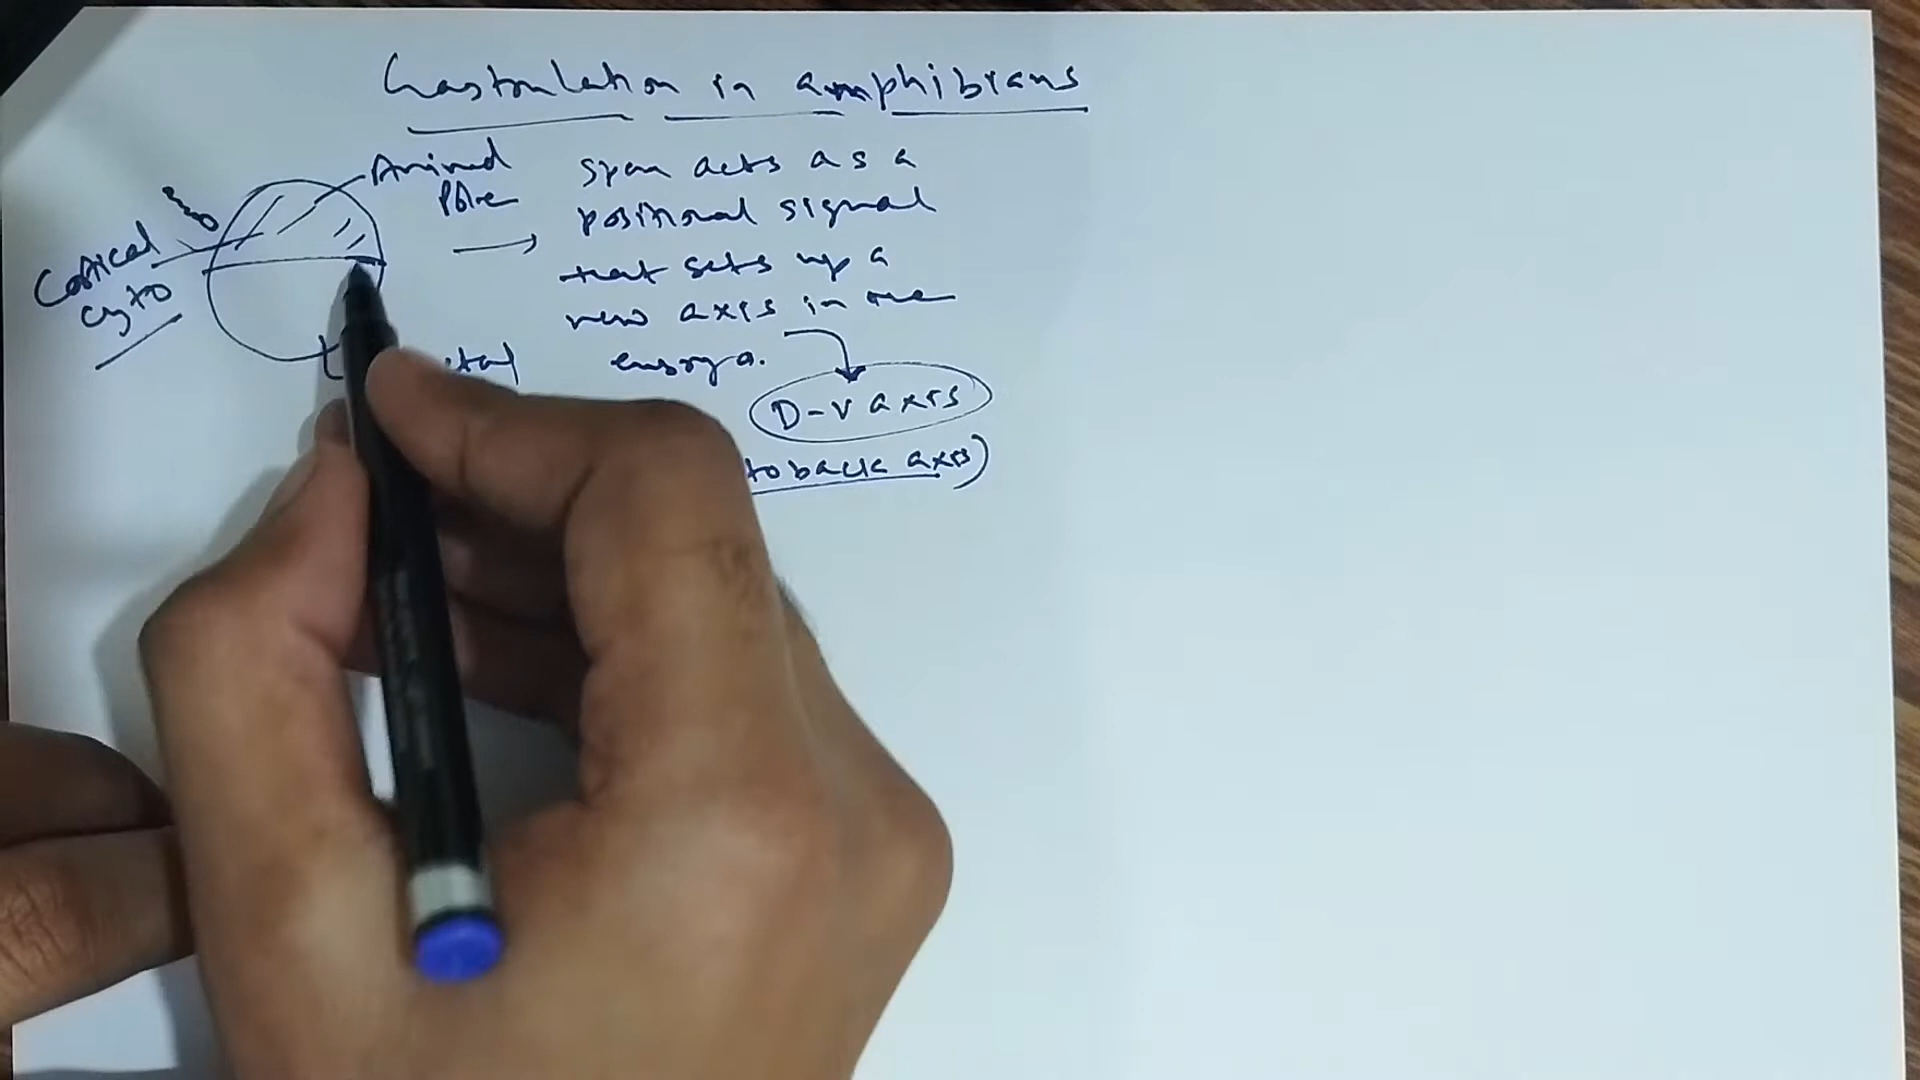 Gastrulation in amphibians
Animal
Pole
Cortical
cyto
sperm acts as a
positional signal
that sets up a
new axis in the
embryo.
D-V axis
to back axis)